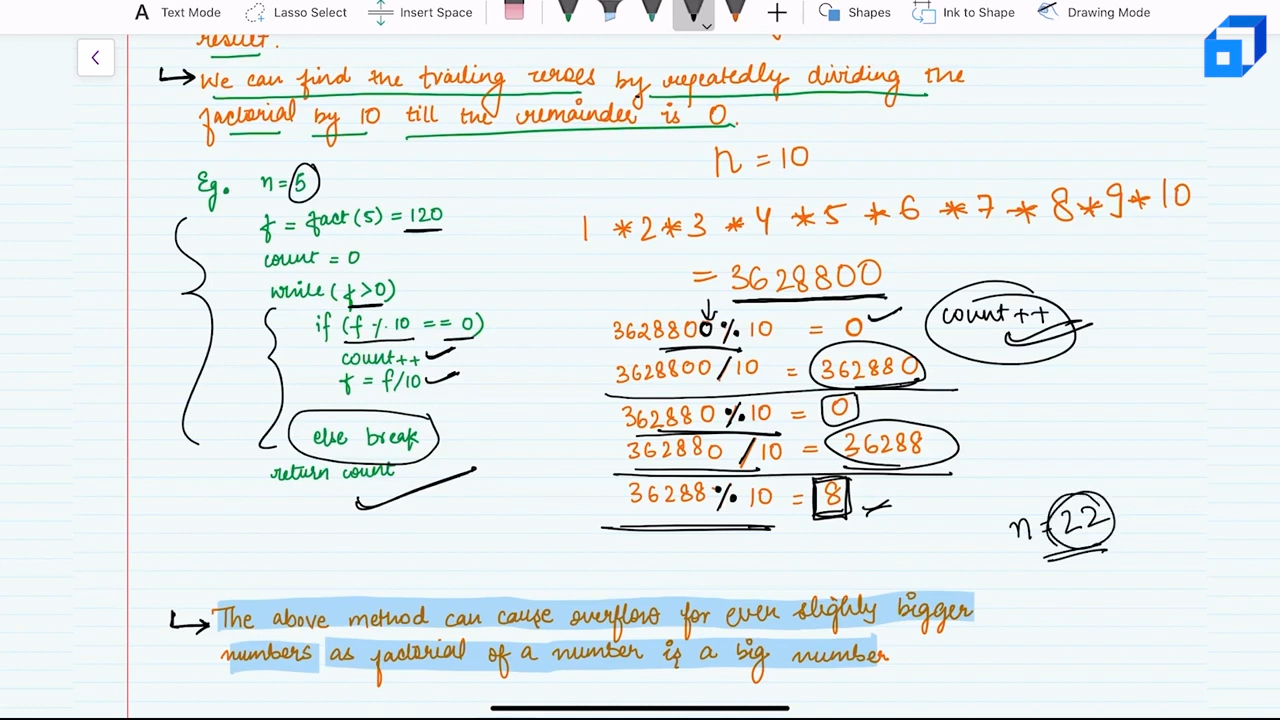 A Text Mode Lasso Select Insert Space Shapes Ink to Shape Drawing Mode
result.
We can find the trailing zeroes by repeatedly dividing the
factorial by 10 till the remainder is 0.
Eg. n=5
f = fact(5) = 120
count = 0
while (f>0)
if (f % 10 == 0)
count++
f = f/10
else break
return count
n = 10
1 * 2 * 3 * 4 * 5 * 6 * 7 * 8 * 9 * 10
= 3628800
3628800 % 10 = 0
count++
3628800 / 10 = 362880
362880 % 10 = 0
362880 / 10 = 36288
36288 % 10 = 8
n = 22
The above method can cause overflow for even slighly bigger
numbers as factorial of a number is a big number